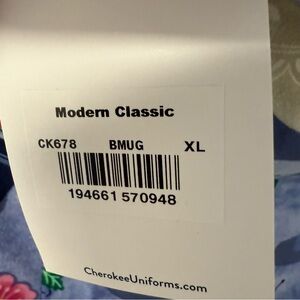 Modern Classic
CK678 BMUG XL
194661 570948
CherokeeUniforms.com